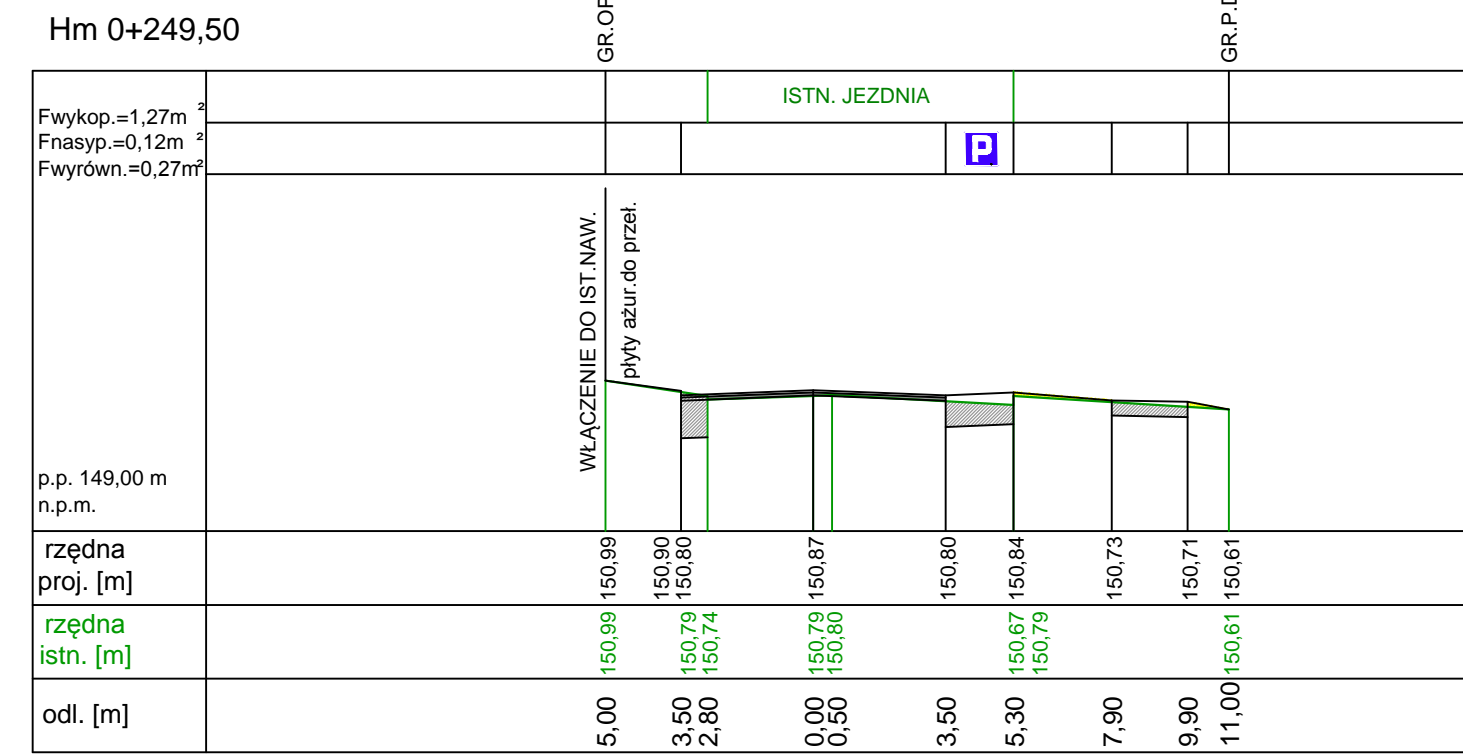 Hm 0+249,50
GR.
GR.P.
ISTN. JEZDNIA
Fwykop.=1,27m²
Fnasyp.=0,12m²
Fwyrówn.=0,27m²
P
WŁĄCZENIE DO IST.NAW.
płyty ażur.do przeł.
p.p. 149,00 m
n.p.m.
rzędna
proj. [m]
150,99 150,90 150,80 150,87 150,80 150,84 150,73 150,71 150,61
rzędna
istn. [m]
150,99 150,79 150,74 150,79 150,80 150,67 150,79 150,61
odl. [m]
5,00 3,50 2,80 0,00 0,50 3,50 5,30 7,90 9,90 11,00